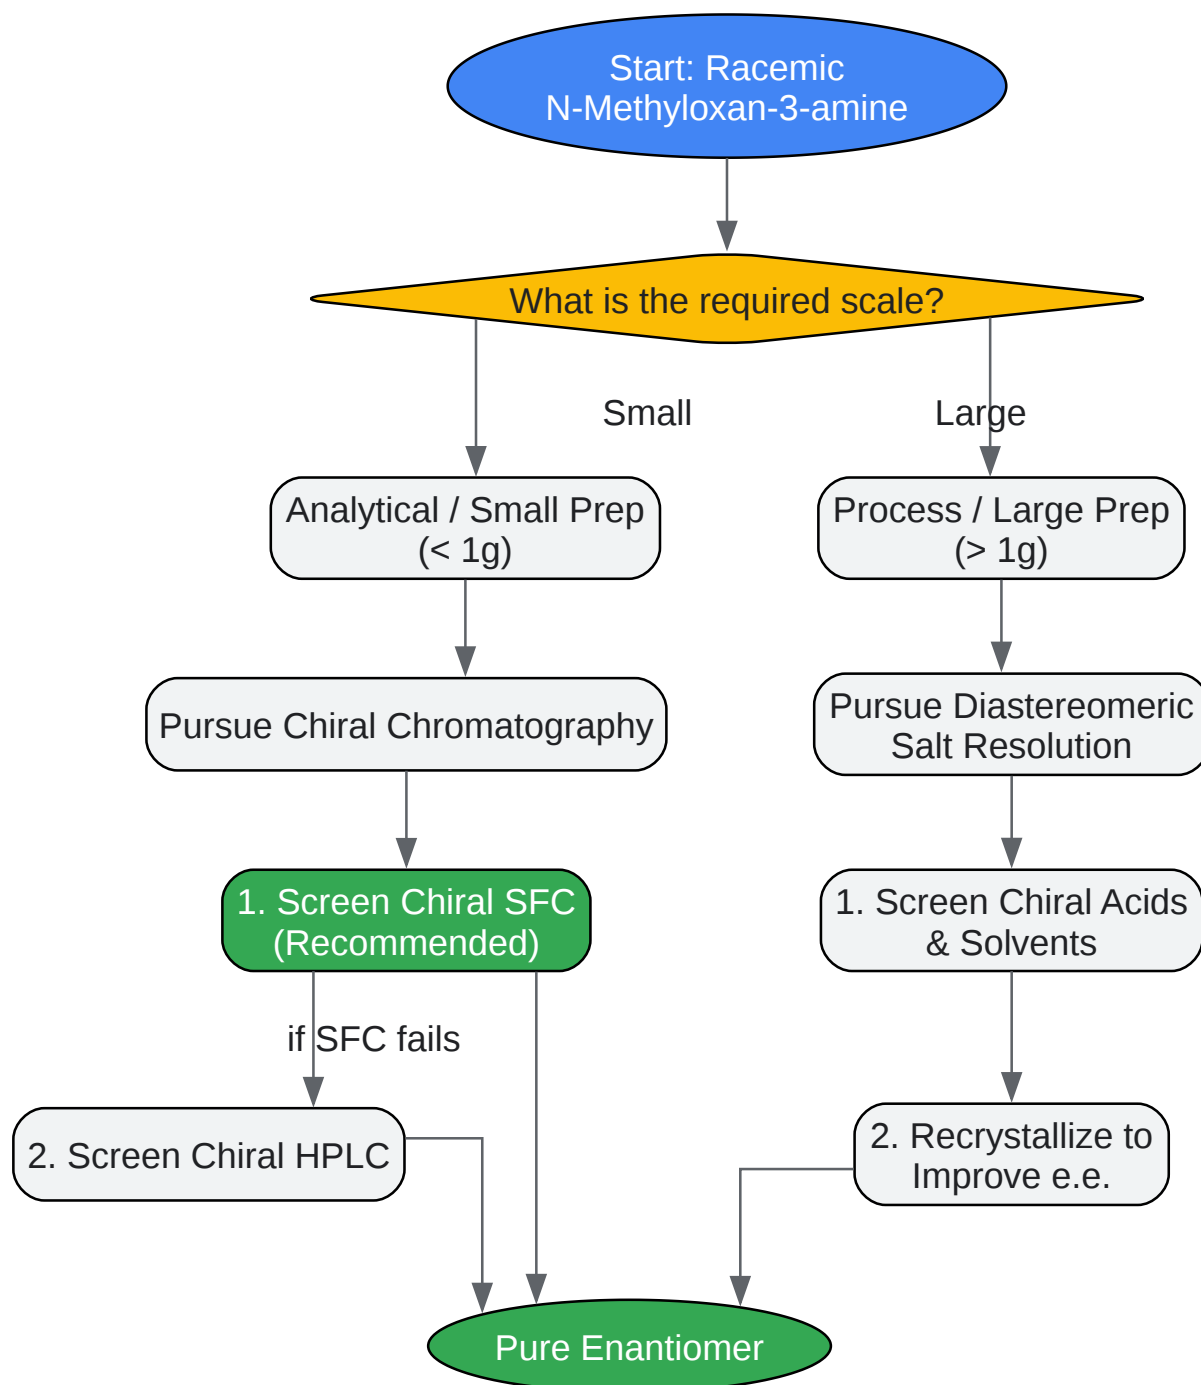 Start: Racemic
N-Methyloxan-3-amine
What is the required scale?
Small
Large
Analytical / Small Prep
(< 1g)
Process / Large Prep
(> 1g)
Pursue Chiral Chromatography
Pursue Diastereomeric
Salt Resolution
1. Screen Chiral SFC
(Recommended)
1. Screen Chiral Acids
& Solvents
if SFC fails
2. Screen Chiral HPLC
2. Recrystallize to
Improve e.e.
Pure Enantiomer